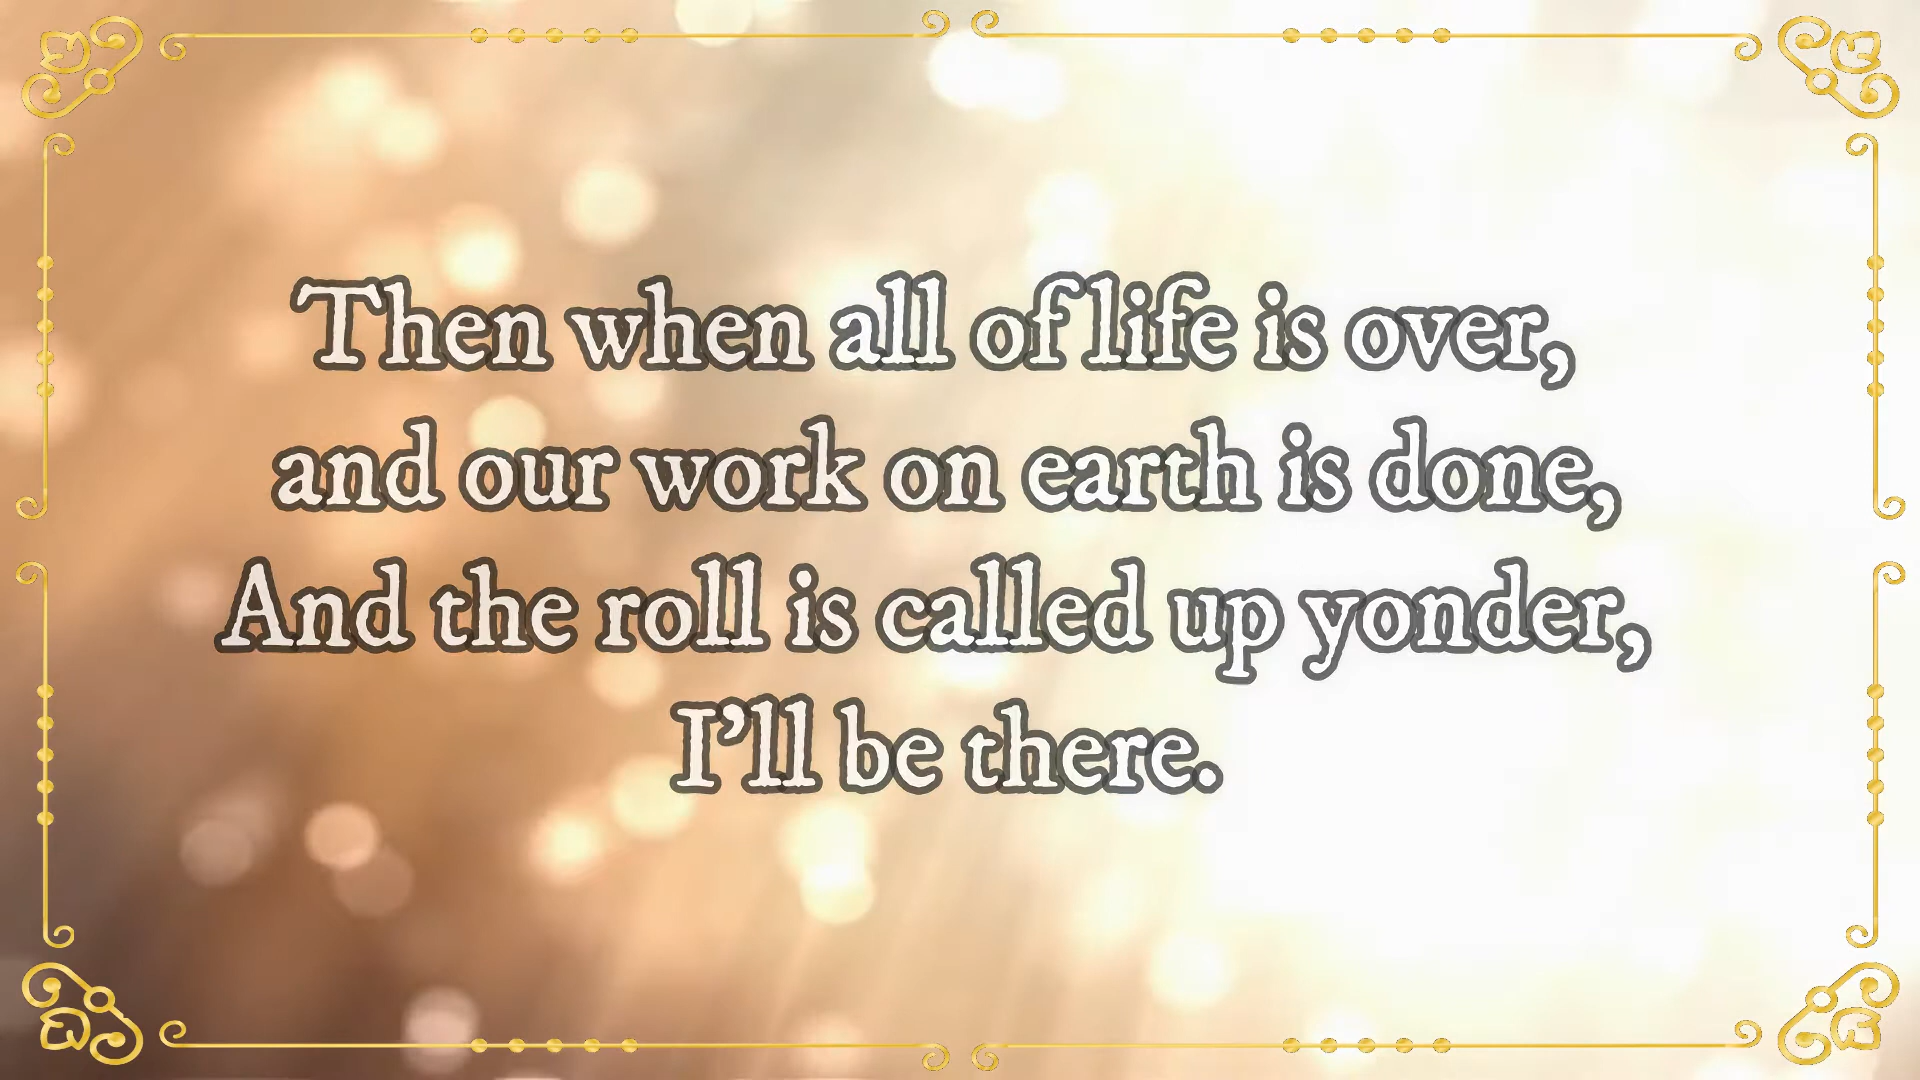 Then when all of life is over,
and our work on earth is done,
And the roll is called up yonder,
I’ll be there.